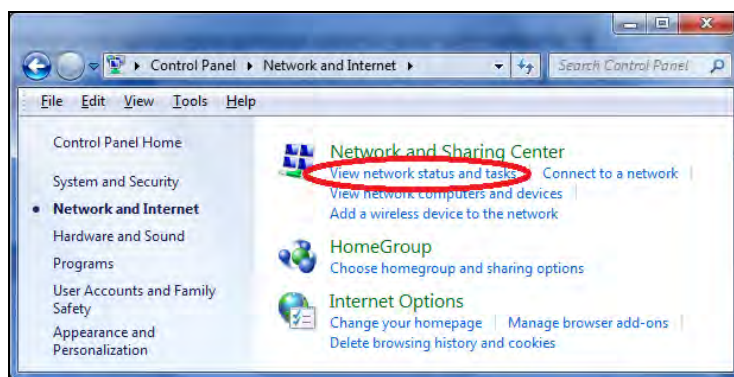 Control Panel Network and Internet Search Control Panel
File Edit View Tools Help
Control Panel Home
System and Security
Network and Internet
Hardware and Sound
Programs
User Accounts and Family
Safety
Appearance and
Personalization
Network and Sharing Center
View network status and tasks Connect to a network
View network computers and devices
Add a wireless device to the network
HomeGroup
Choose homegroup and sharing options
Internet Options
Change your homepage Manage browser add-ons
Delete browsing history and cookies